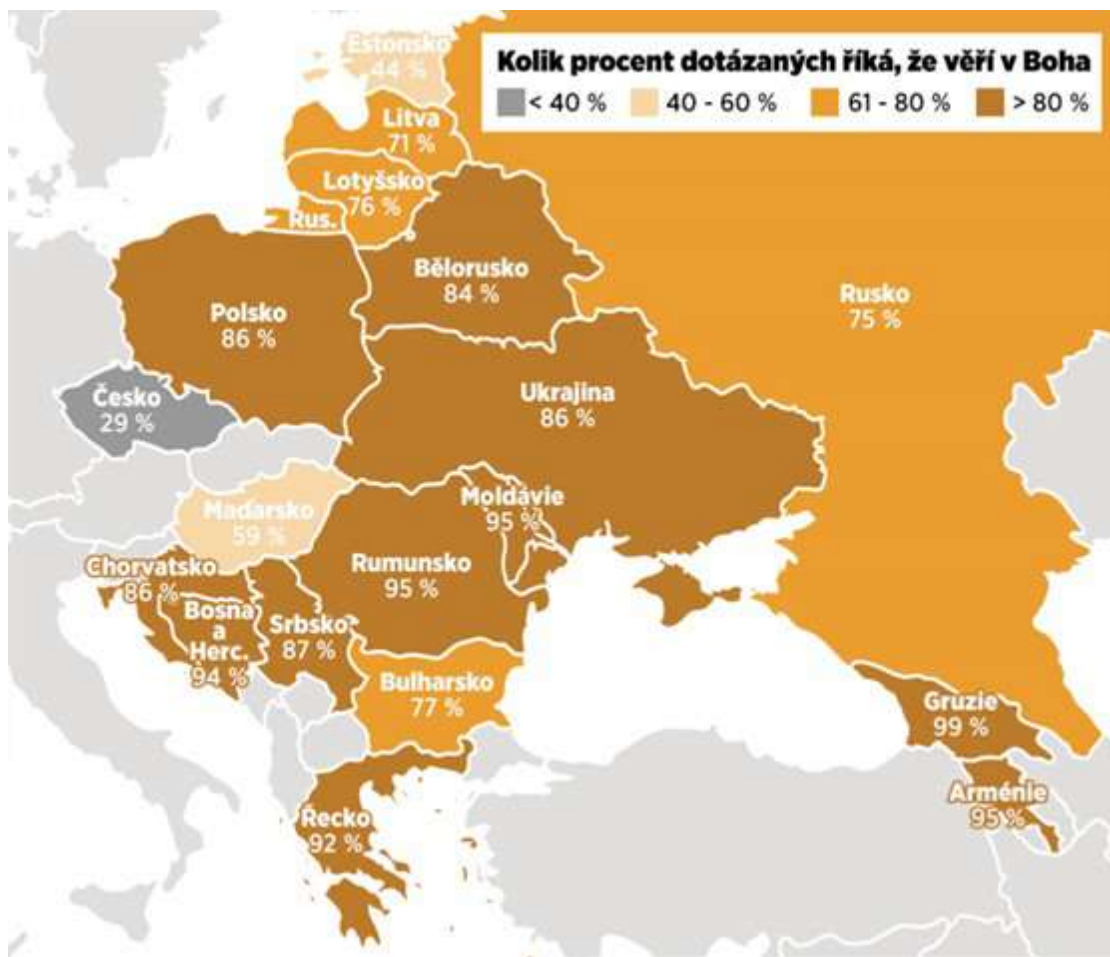 Kolik procent dotázaných říká, že věří v Boha
< 40 %
40 - 60 %
61 - 80 %
> 80 %
Estonsko
44 %
Litva
71 %
Lotyšsko
76 %
Rus.
Bělorusko
84 %
Rusko
75 %
Polsko
86 %
Česko
29 %
Ukrajina
86 %
Maďarsko
59 %
Moldávie
95 %
Rumunsko
95 %
Chorvatsko
86 %
Bosna
a
Herc.
94 %
Srbsko
87 %
Bulharsko
77 %
Gruzie
99 %
Arménie
95 %
Řecko
92 %